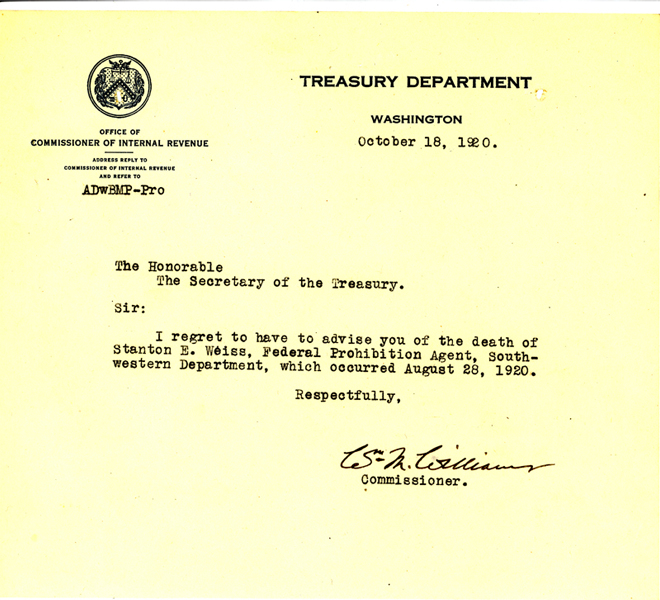 TREASURY DEPARTMENT
WASHINGTON
October 18, 1920.
OFFICE OF
COMMISSIONER OF INTERNAL REVENUE
ADDRESS REPLY TO
COMMISSIONER OF INTERNAL REVENUE
AND REFER TO
ADwBMP-Pro
The Honorable
The Secretary of the Treasury.
Sir:
I regret to have to advise you of the death of
Stanton E. Weiss, Federal Prohibition Agent, South-
western Department, which occurred August 28, 1920.
Respectfully,
Wm. M. Williams
Commissioner.